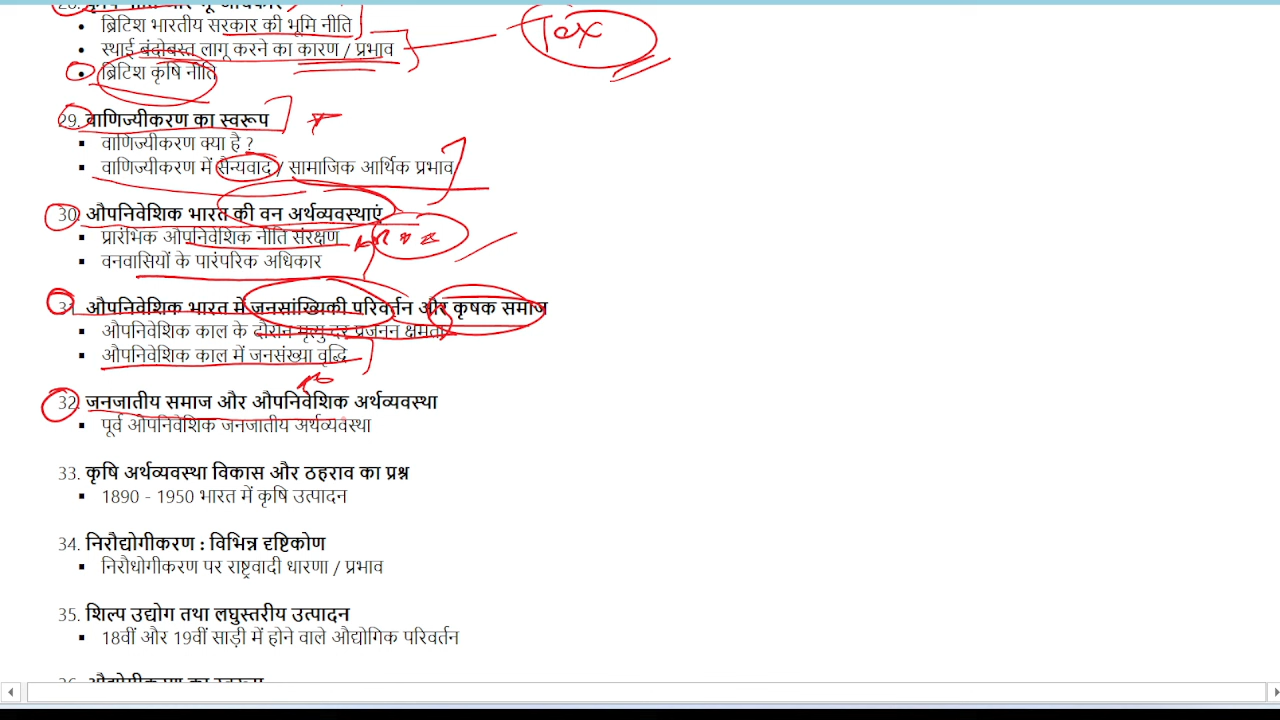 ब्रिटिश भारतीय सरकार की भूमि नीति
स्थाई बंदोबस्त लागू करने का कारण / प्रभाव
Tax
ब्रिटिश कृषि नीति
29. वाणिज्यीकरण का स्वरूप
वाणिज्यीकरण क्या है ?
वाणिज्यीकरण में सैन्यवाद / सामाजिक आर्थिक प्रभाव
30. औपनिवेशिक भारत की वन अर्थव्यवस्थाएं
प्रारंभिक औपनिवेशिक नीति संरक्षण
वनवासियों के पारंपरिक अधिकार
31. औपनिवेशिक भारत में जनसांख्यिकी परिवर्तन और कृषक समाज
औपनिवेशिक काल के दौरान मृत्यु दर प्रजनन क्षमता
औपनिवेशिक काल में जनसंख्या वृद्धि
32. जनजातीय समाज और औपनिवेशिक अर्थव्यवस्था
पूर्व औपनिवेशिक जनजातीय अर्थव्यवस्था
33. कृषि अर्थव्यवस्था विकास और ठहराव का प्रश्न
1890 - 1950 भारत में कृषि उत्पादन
34. निरौद्योगीकरण : विभिन्न दृष्टिकोण
निरौधोगीकरण पर राष्ट्रवादी धारणा / प्रभाव
35. शिल्प उद्योग तथा लघुस्तरीय उत्पादन
18वीं और 19वीं साड़ी में होने वाले औद्योगिक परिवर्तन